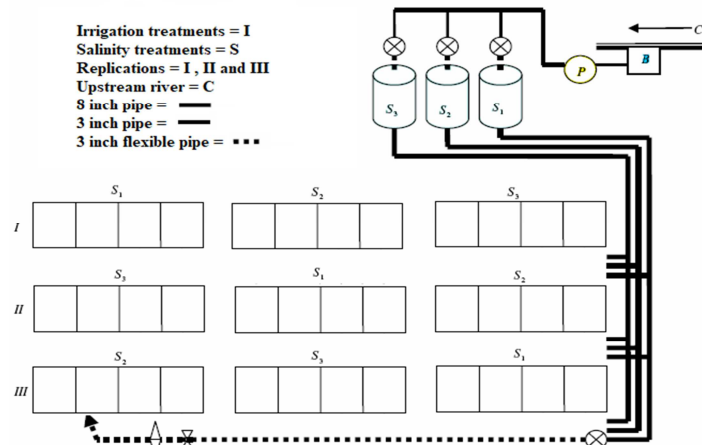 Irrigation treatments = I
Salinity treatments = S
Replications = I , II and III
Upstream river = C
8 inch pipe =
3 inch pipe =
3 inch flexible pipe =
C
B
P
S3 S2 S1
S1 S2 S3
I
S3 S1 S2
II
S2 S3 S1
III